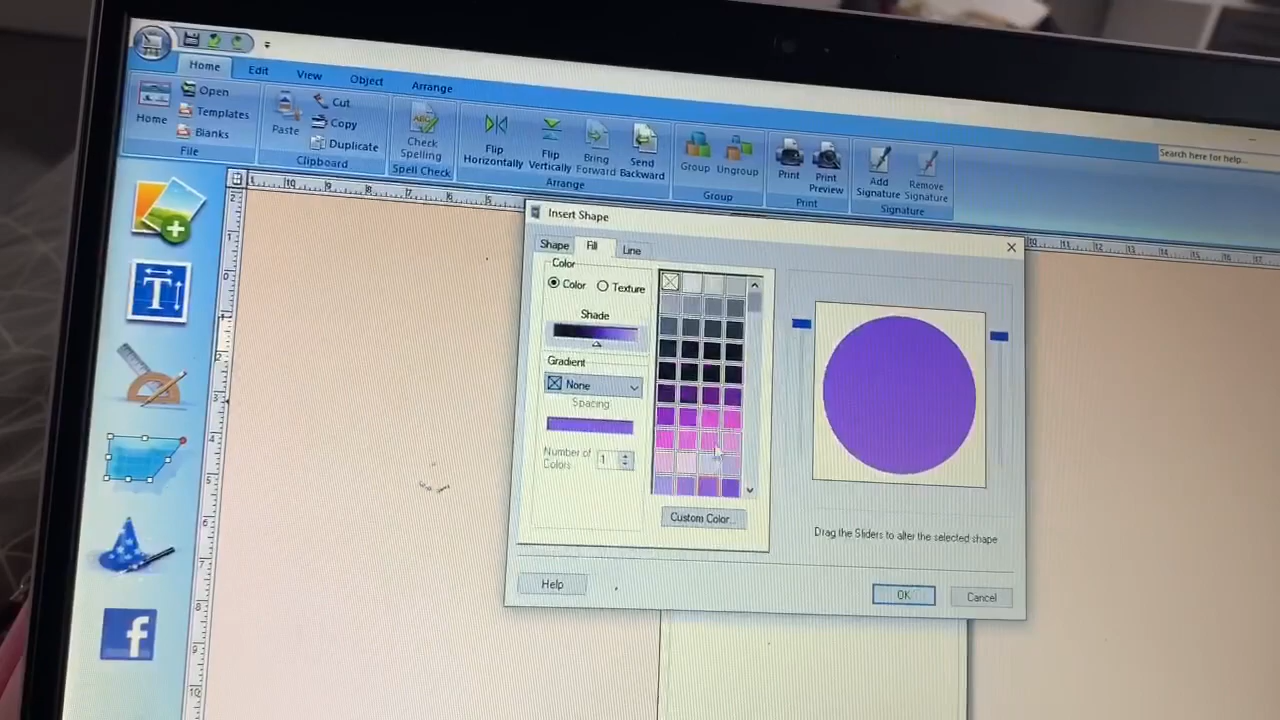 Home Edit View Object Arrange
Home
Open
Templates
Blanks
File
Paste
Cut
Copy
Duplicate
Clipboard
ABC
Check
Spelling
Spell Check
Flip
Horizontally
Flip
Vertically
Bring
Forward
Send
Backward
Arrange
Group
Ungroup
Group
Print
Print
Preview
Print
Add
Signature
Remove
Signature
Signature
Search here for help...
Insert Shape
Shape Fill Line
Color
Color Texture
Shade
Gradient
None
Spacing
Number of
Colors
1
Custom Color...
Drag the Sliders to alter the selected shape
Help
OK
Cancel
T
f